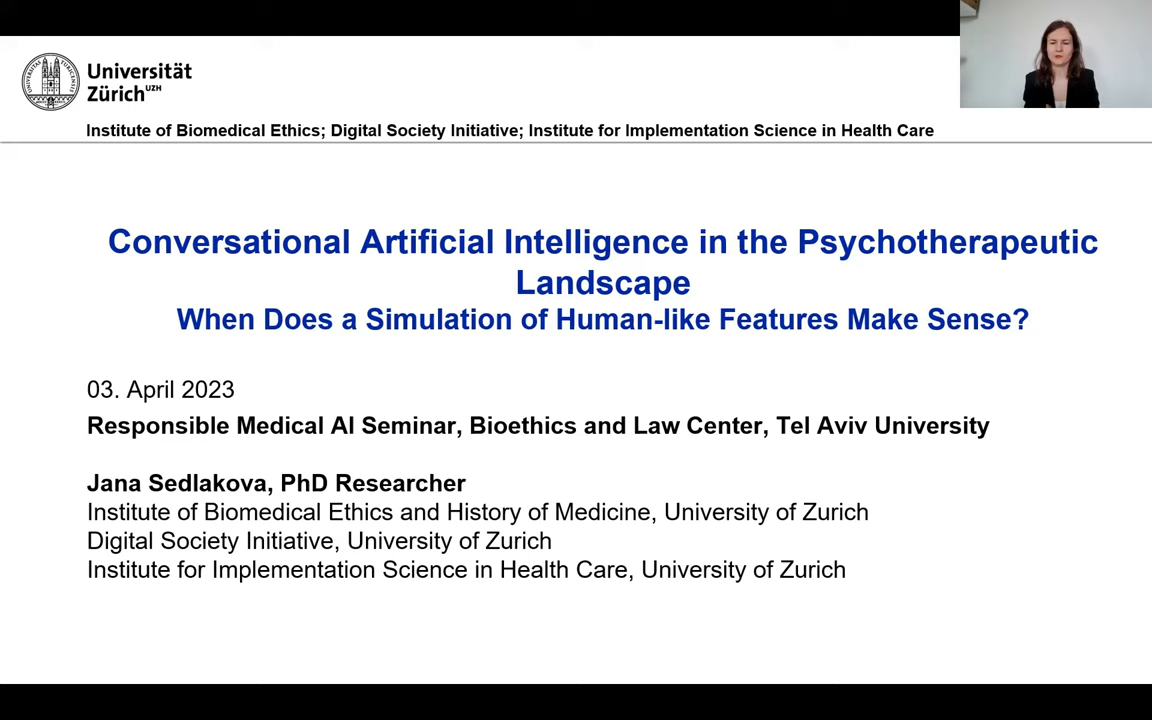 Universität
Zürich UZH
Institute of Biomedical Ethics; Digital Society Initiative; Institute for Implementation Science in Health Care
Conversational Artificial Intelligence in the Psychotherapeutic
Landscape
When Does a Simulation of Human-like Features Make Sense?
03. April 2023
Responsible Medical AI Seminar, Bioethics and Law Center, Tel Aviv University
Jana Sedlakova, PhD Researcher
Institute of Biomedical Ethics and History of Medicine, University of Zurich
Digital Society Initiative, University of Zurich
Institute for Implementation Science in Health Care, University of Zurich